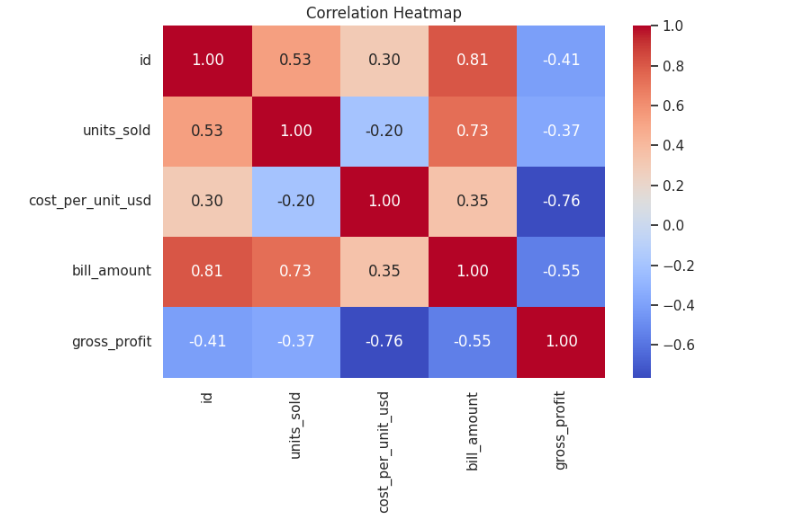 Correlation Heatmap
id 1.00 0.53 0.30 0.81 -0.41
units_sold 0.53 1.00 -0.20 0.73 -0.37
cost_per_unit_usd 0.30 -0.20 1.00 0.35 -0.76
bill_amount 0.81 0.73 0.35 1.00 -0.55
gross_profit -0.41 -0.37 -0.76 -0.55 1.00
id
units_sold
cost_per_unit_usd
bill_amount
gross_profit
1.0
0.8
0.6
0.4
0.2
0.0
−0.2
−0.4
−0.6